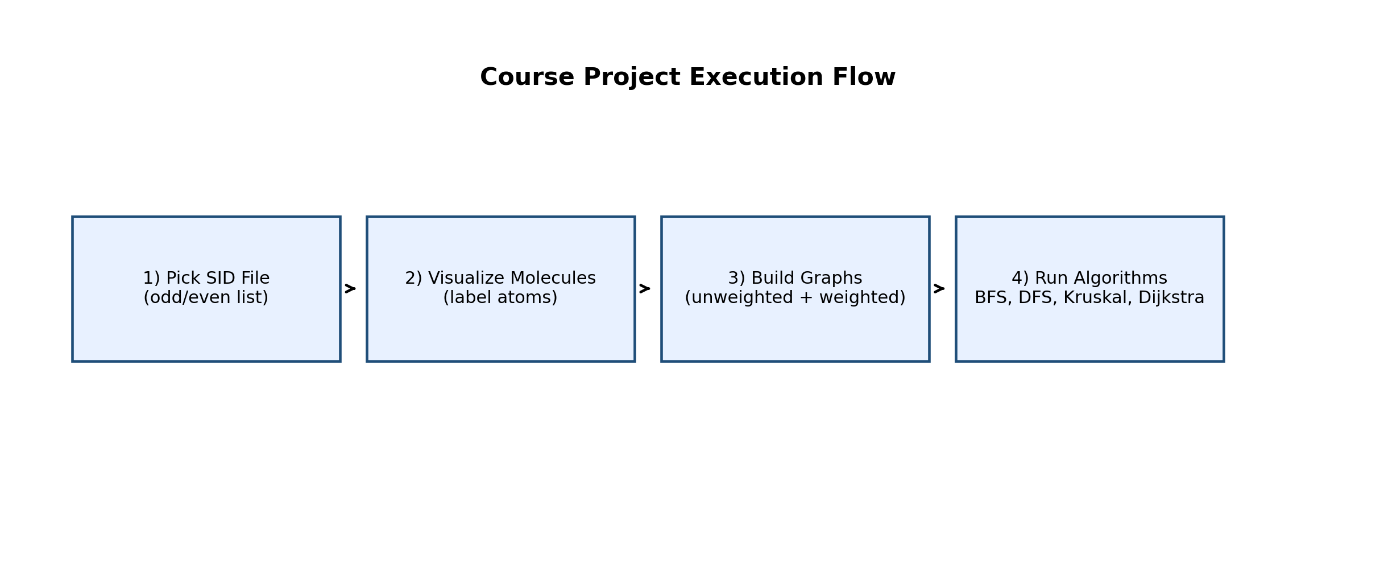 Course Project Execution Flow
1) Pick SID File
(odd/even list)
2) Visualize Molecules
(label atoms)
3) Build Graphs
(unweighted + weighted)
4) Run Algorithms
BFS, DFS, Kruskal, Dijkstra